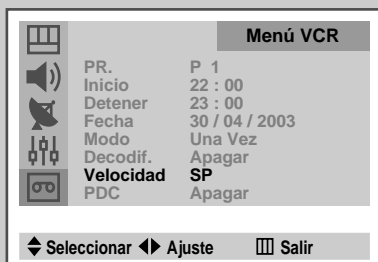 Menú VCR
PR. P 1
Inicio 22 : 00
Detener 23 : 00
Fecha 30 / 04 / 2003
Modo Una Vez
Decodif. Apagar
Velocidad SP
PDC Apagar
Seleccionar Ajuste Salir